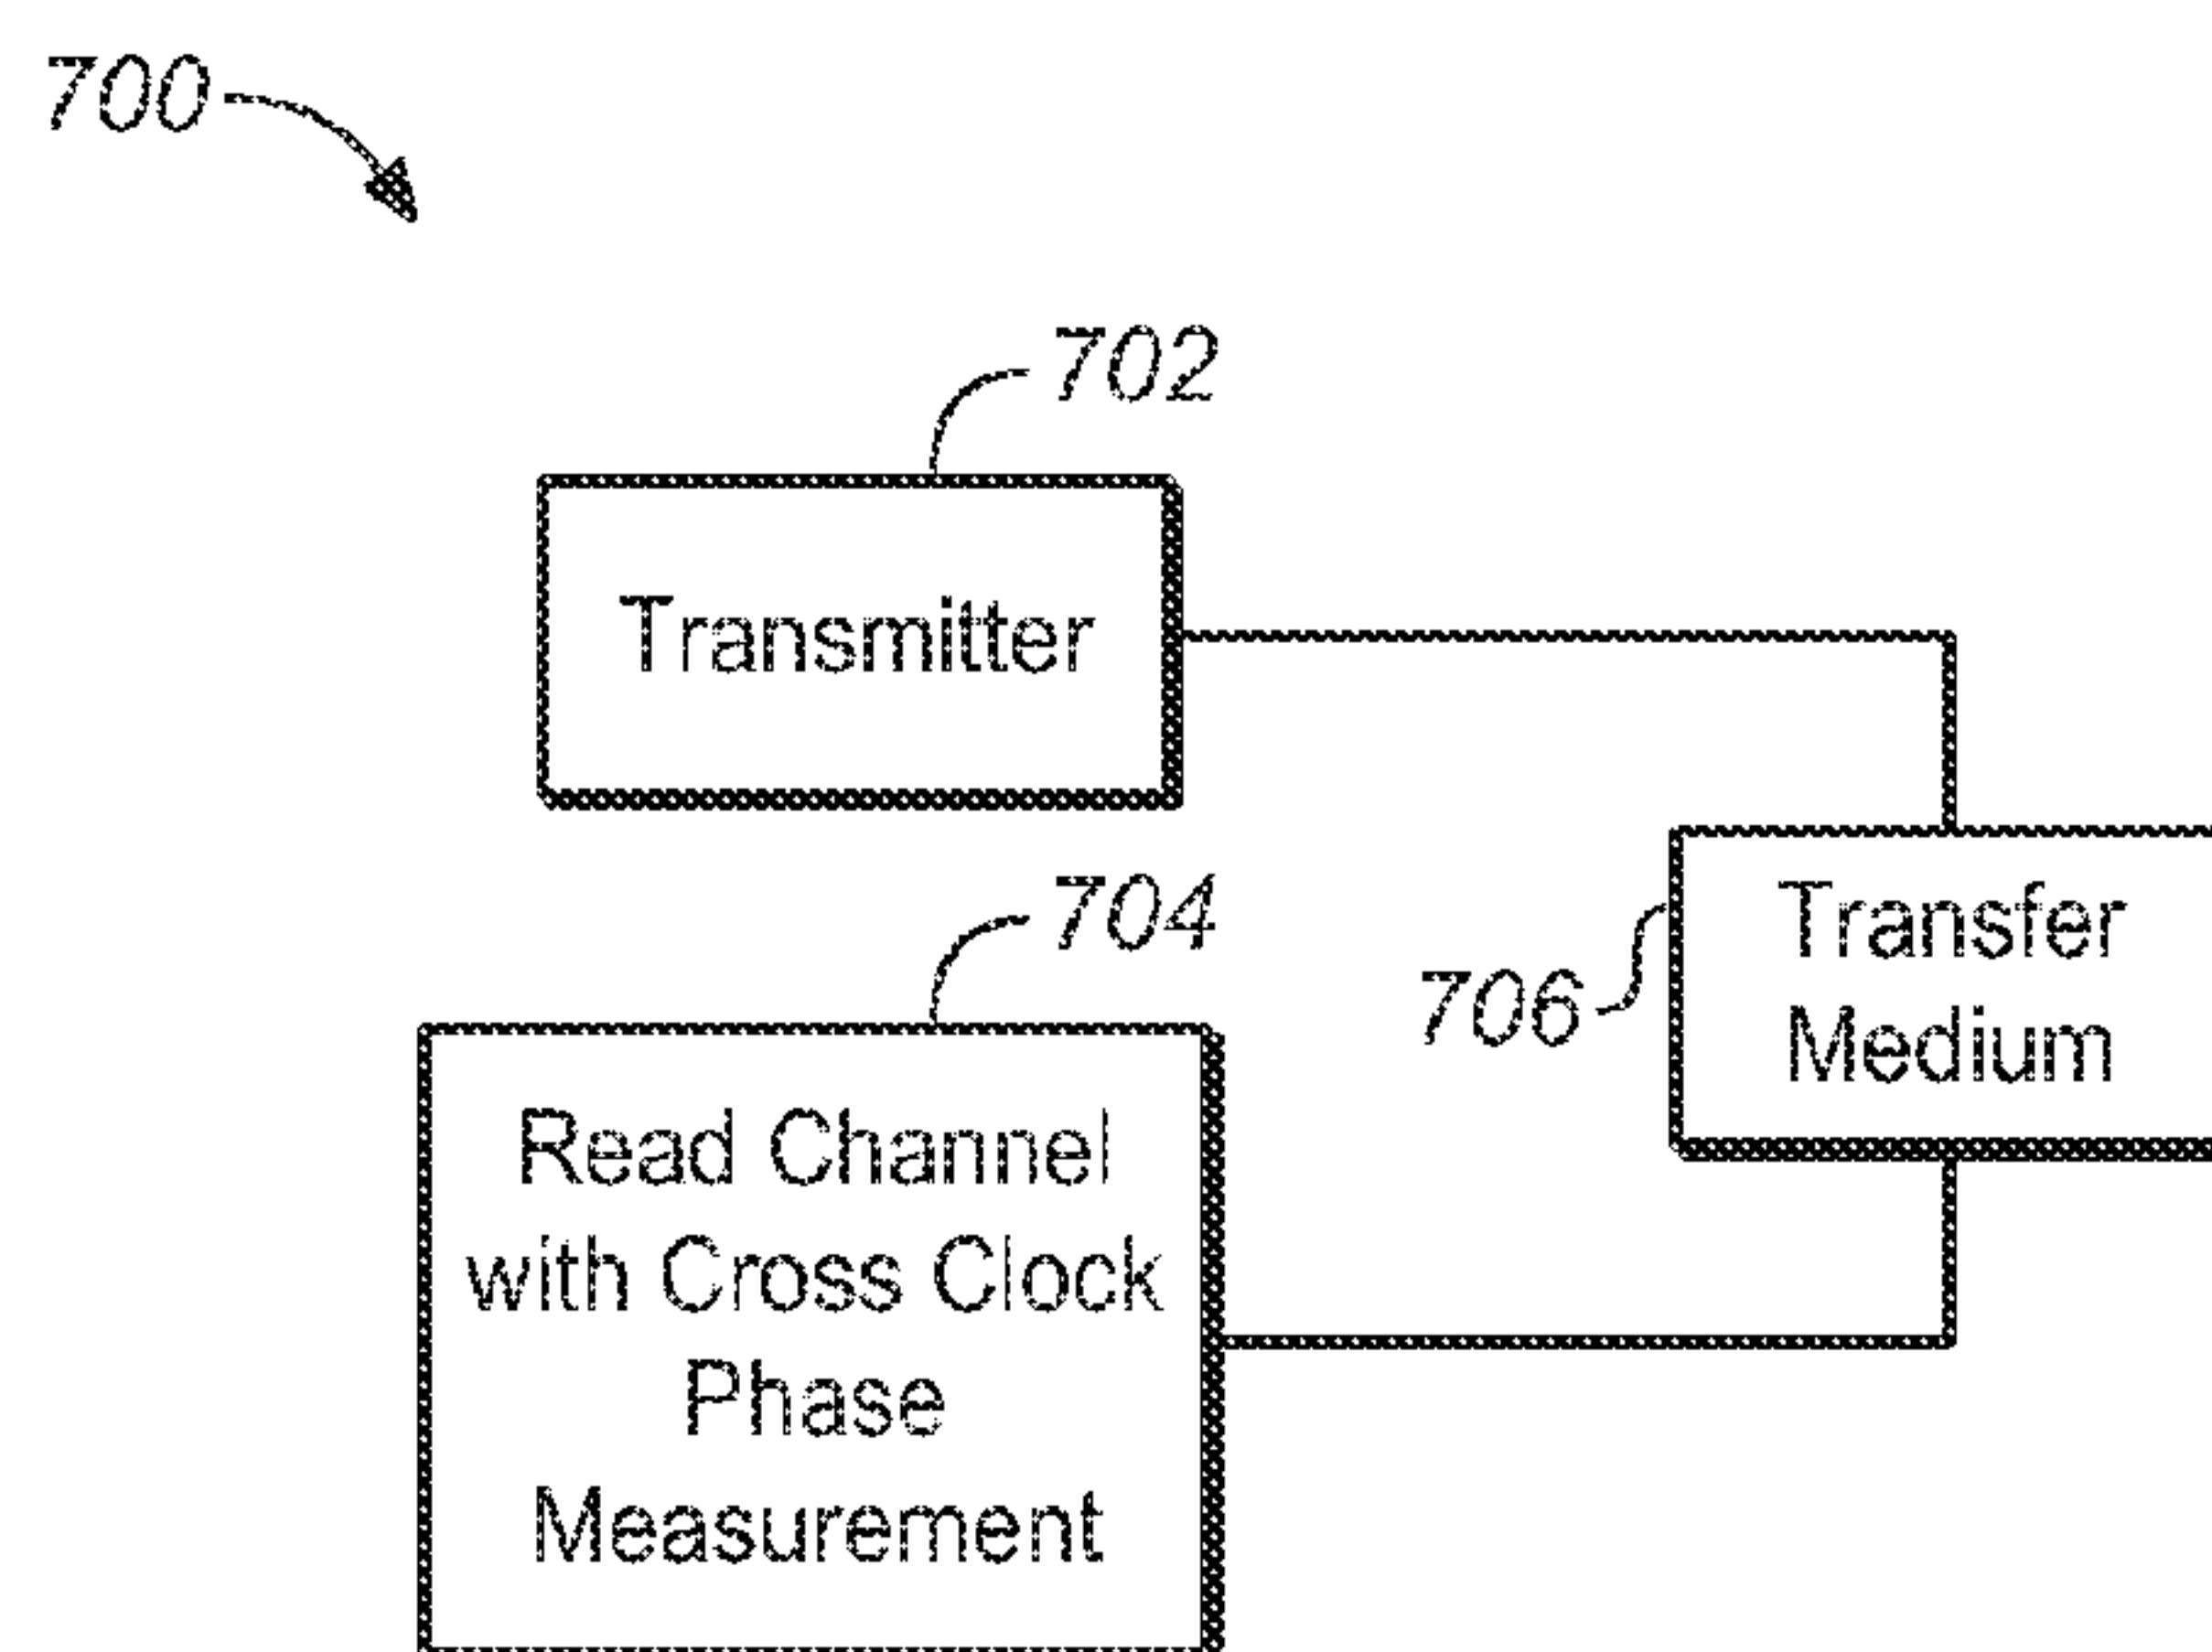 700
702
Transmitter
704
706
Transfer
Medium
Read Channel
with Cross Clock
Phase
Measurement